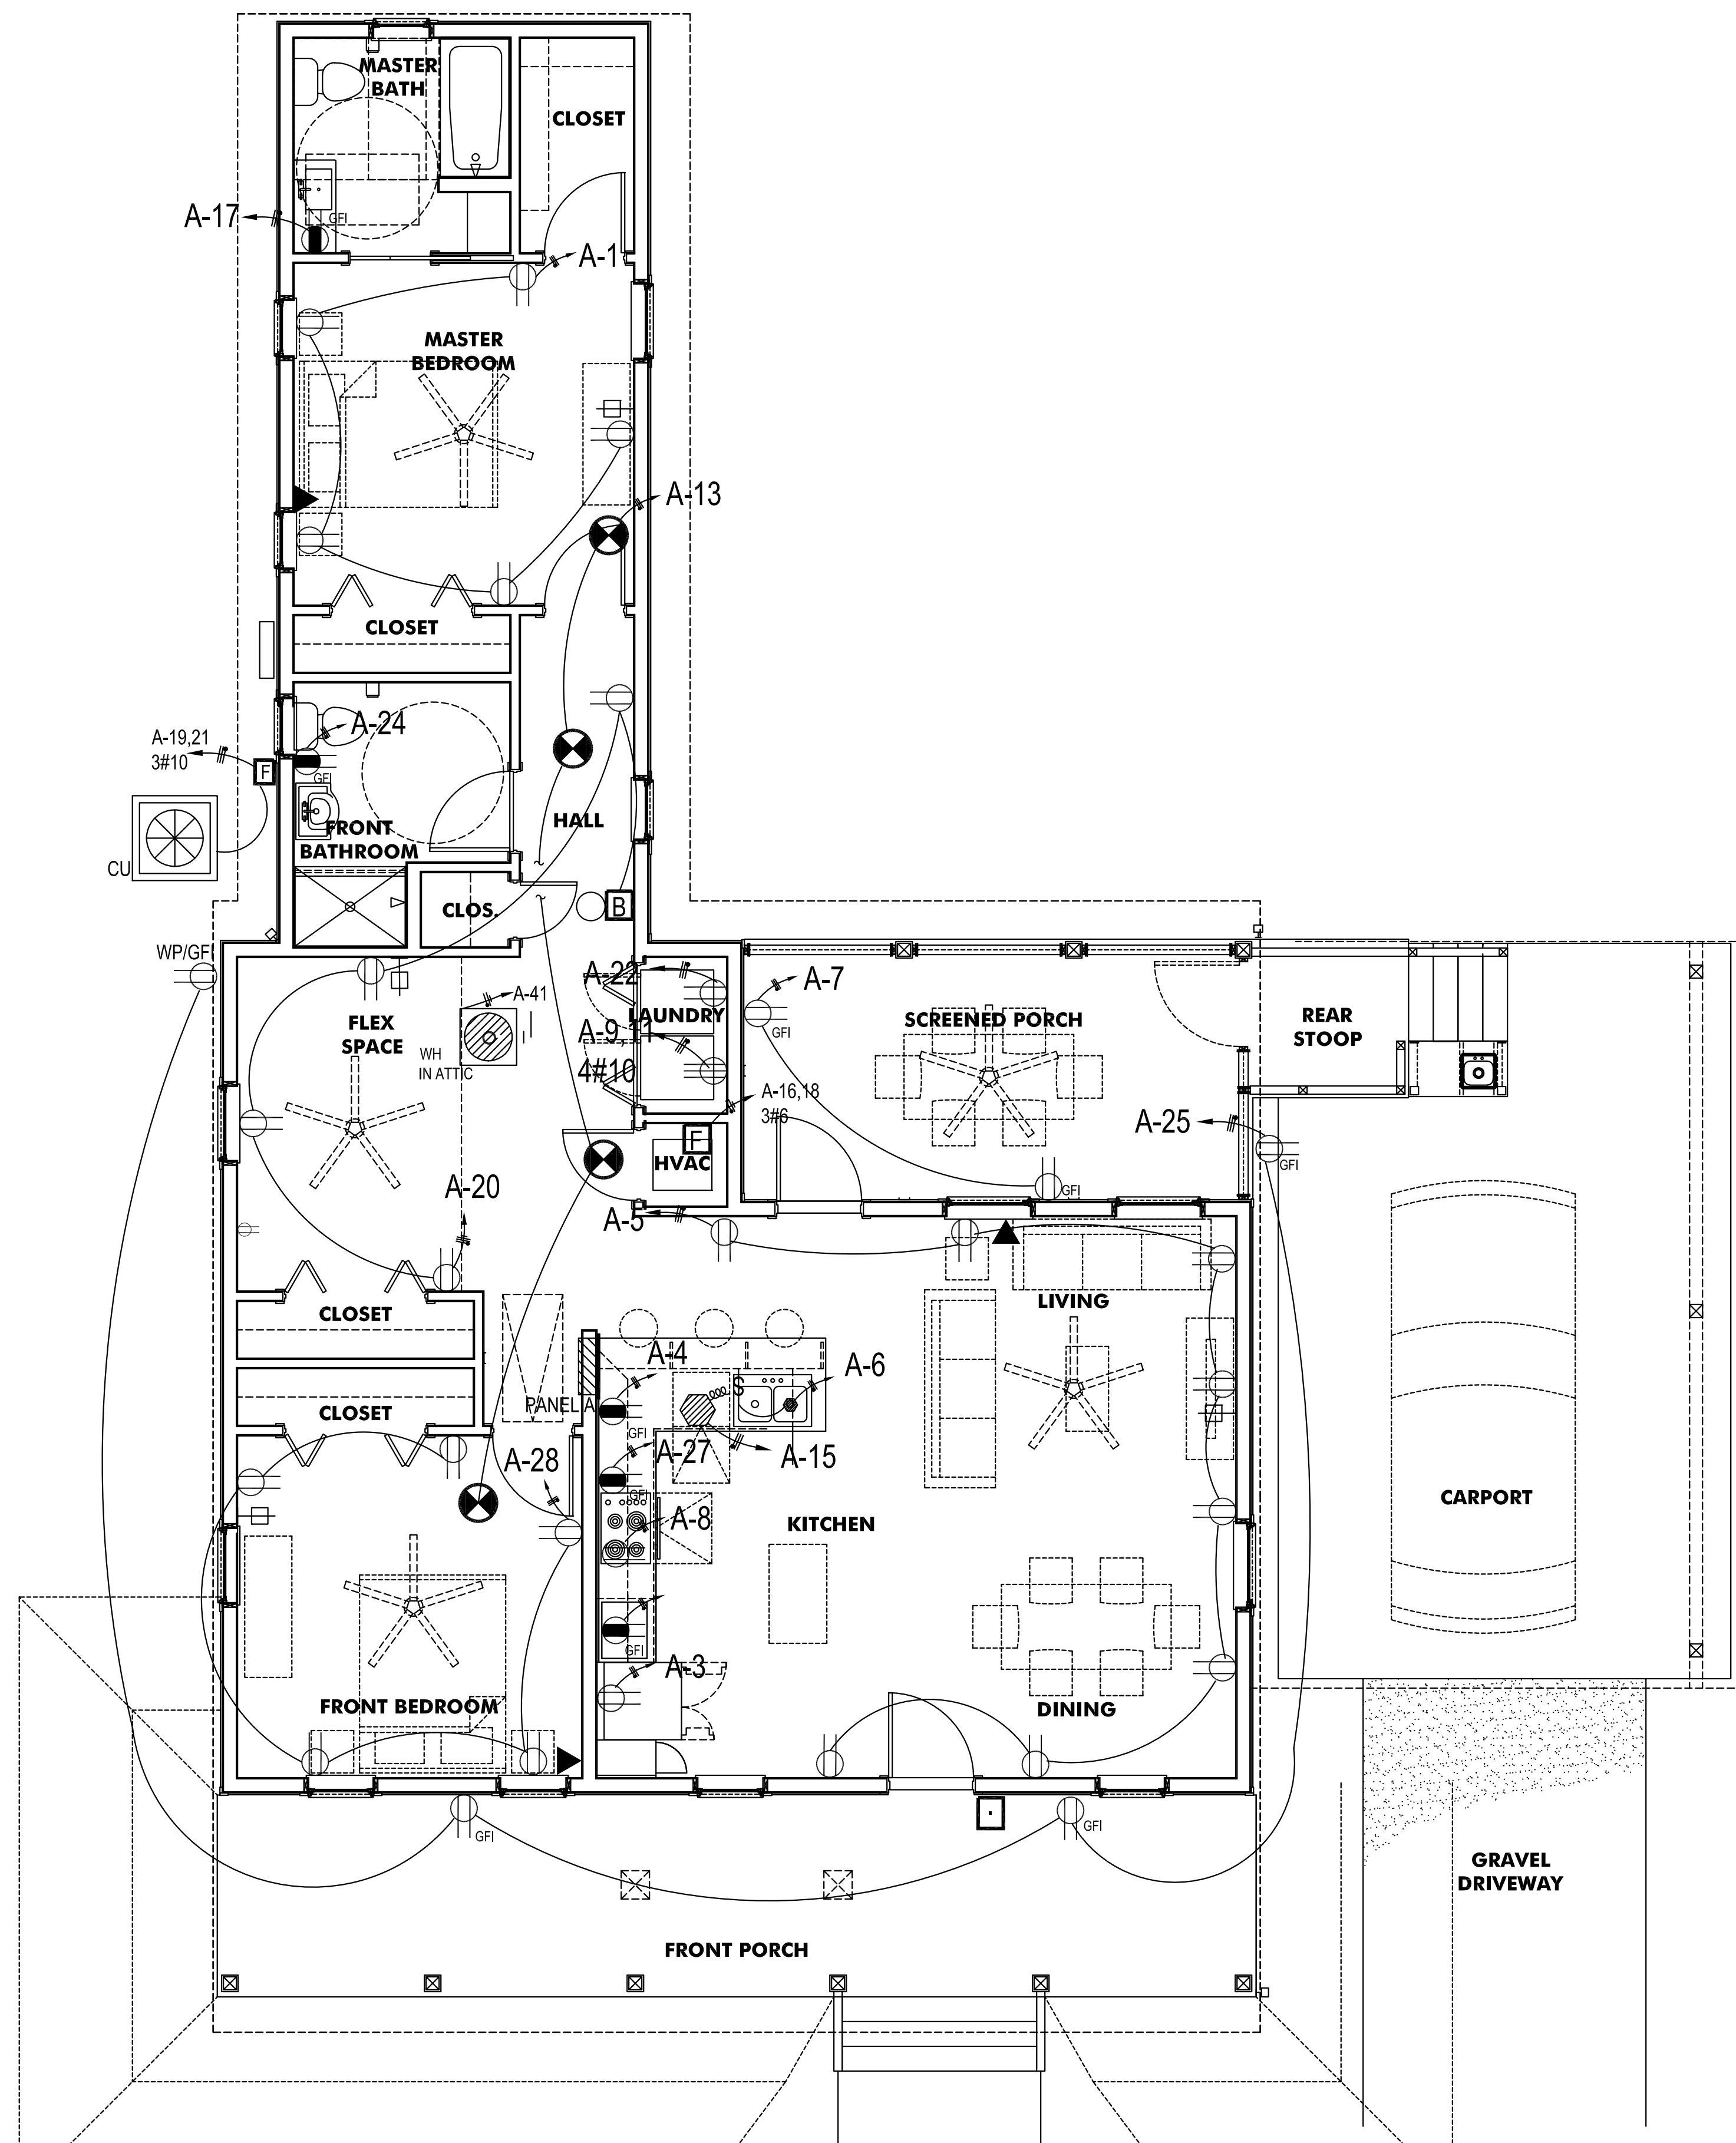 MASTER
BATH
CLOSET
A-17
GFI
A-1
MASTER
BEDROOM
A-13
CLOSET
A-24
GFI
A-19,21
3#10
F
CU
FRONT
BATHROOM
HALL
CLOS.
B
WP/GFI
A-22
LAUNDRY
A-9, 11
4#10
A-41
FLEX
SPACE
WH
IN ATTIC
A-7
GFI
SCREENED PORCH
REAR
STOOP
A-16,18
3#6
F
HVAC
A-25
GFI
A-20
A-5
GFI
CLOSET
LIVING
A-4
A-6
S
PANEL A
CLOSET
GFI
A-27
A-15
A-28
GFI
A-8
KITCHEN
CARPORT
GFI
A-3
FRONT BEDROOM
DINING
GFI
GFI
GRAVEL
DRIVEWAY
FRONT PORCH